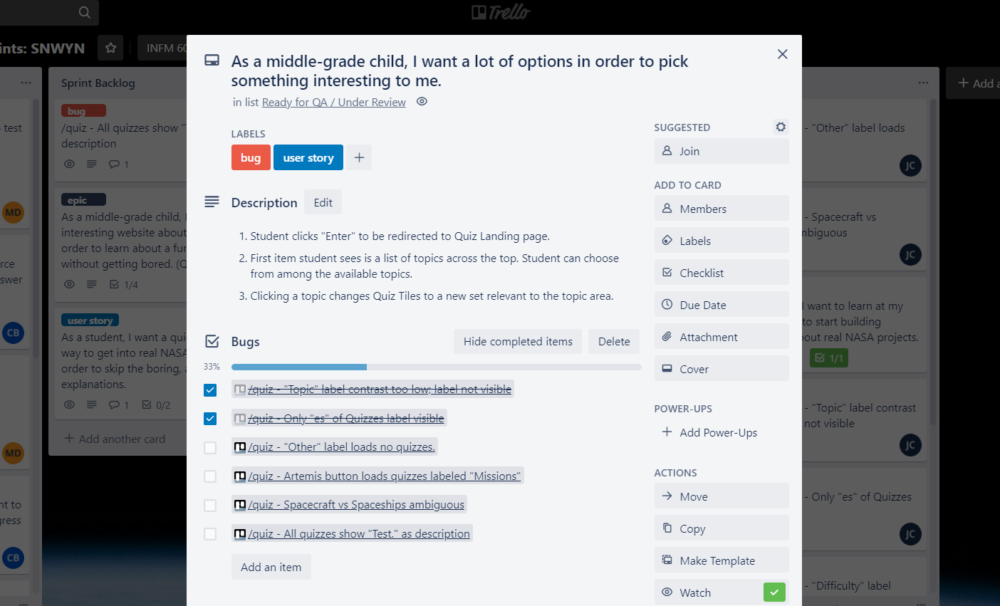 Trello
ints: SNWYN
INFM 60
Add a
test
MD
rce
swer
CB
MD
nt to
gress
CB
Sprint Backlog
bug
/quiz - All quizzes show "
description
1
epic
As a middle-grade child, I
interesting website about
order to learn about a fun
without getting bored. (Q
1/4
user story
As a student, I want a qui
way to get into real NASA
order to skip the boring, a
explanations.
1 0/2
Add another card
As a middle-grade child, I want a lot of options in order to pick
something interesting to me.
in list Ready for QA / Under Review
LABELS
bug user story
Description Edit
1. Student clicks "Enter" to be redirected to Quiz Landing page.
2. First item student sees is a list of topics across the top. Student can choose
from among the available topics.
3. Clicking a topic changes Quiz Tiles to a new set relevant to the topic area.
Bugs Hide completed items Delete
33%
/quiz - "Topic" label contrast too low; label not visible
/quiz - Only "es" of Quizzes label visible
/quiz - "Other" label loads no quizzes.
/quiz - Artemis button loads quizzes labeled "Missions"
/quiz - Spacecraft vs Spaceships ambiguous
/quiz - All quizzes show "Test." as description
Add an item
SUGGESTED
Join
ADD TO CARD
Members
Labels
Checklist
Due Date
Attachment
Cover
POWER-UPS
Add Power-Ups
ACTIONS
Move
Copy
Make Template
Watch
- "Other" label loads
JC
- Spacecraft vs
mbiguous
JC
I want to learn at my
to start building
bout real NASA projects.
1/1
- "Topic" label contrast
not visible
JC
- Only "es" of Quizzes
JC
- "Difficulty" label